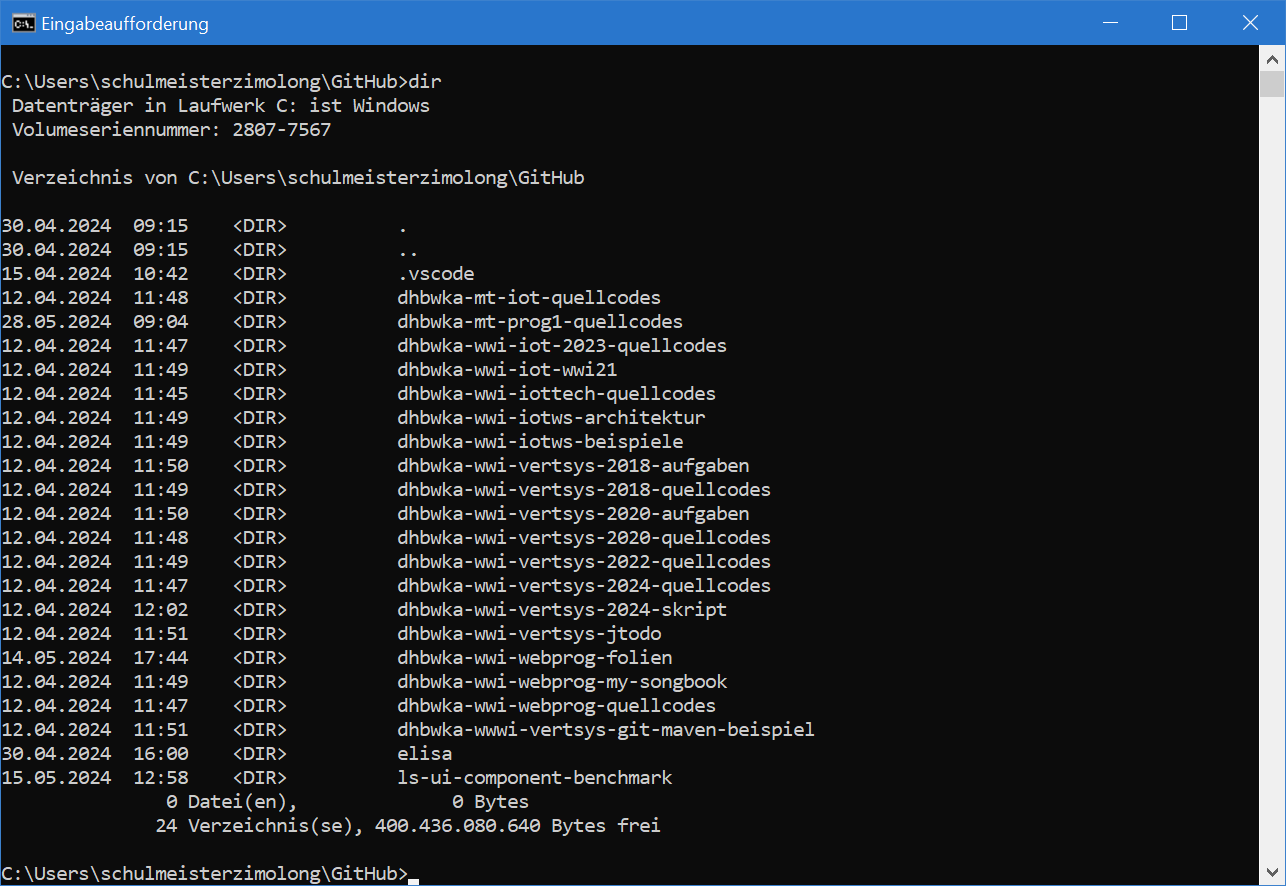 Eingabeaufforderung
C:\Users\schulmeisterzimolong\GitHub>dir
 Datenträger in Laufwerk C: ist Windows
 Volumeseriennummer: 2807-7567

 Verzeichnis von C:\Users\schulmeisterzimolong\GitHub

30.04.2024  09:15    <DIR>          .
30.04.2024  09:15    <DIR>          ..
15.04.2024  10:42    <DIR>          .vscode
12.04.2024  11:48    <DIR>          dhbwka-mt-iot-quellcodes
28.05.2024  09:04    <DIR>          dhbwka-mt-prog1-quellcodes
12.04.2024  11:47    <DIR>          dhbwka-wwi-iot-2023-quellcodes
12.04.2024  11:49    <DIR>          dhbwka-wwi-iot-wwi21
12.04.2024  11:45    <DIR>          dhbwka-wwi-iottech-quellcodes
12.04.2024  11:49    <DIR>          dhbwka-wwi-iotws-architektur
12.04.2024  11:49    <DIR>          dhbwka-wwi-iotws-beispiele
12.04.2024  11:50    <DIR>          dhbwka-wwi-vertsys-2018-aufgaben
12.04.2024  11:49    <DIR>          dhbwka-wwi-vertsys-2018-quellcodes
12.04.2024  11:50    <DIR>          dhbwka-wwi-vertsys-2020-aufgaben
12.04.2024  11:48    <DIR>          dhbwka-wwi-vertsys-2020-quellcodes
12.04.2024  11:49    <DIR>          dhbwka-wwi-vertsys-2022-quellcodes
12.04.2024  11:47    <DIR>          dhbwka-wwi-vertsys-2024-quellcodes
12.04.2024  12:02    <DIR>          dhbwka-wwi-vertsys-2024-skript
12.04.2024  11:51    <DIR>          dhbwka-wwi-vertsys-jtodo
14.05.2024  17:44    <DIR>          dhbwka-wwi-webprog-folien
12.04.2024  11:49    <DIR>          dhbwka-wwi-webprog-my-songbook
12.04.2024  11:47    <DIR>          dhbwka-wwi-webprog-quellcodes
12.04.2024  11:51    <DIR>          dhbwka-wwwi-vertsys-git-maven-beispiel
30.04.2024  16:00    <DIR>          elisa
15.05.2024  12:58    <DIR>          ls-ui-component-benchmark
               0 Datei(en),              0 Bytes
              24 Verzeichnis(se), 400.436.080.640 Bytes frei

C:\Users\schulmeisterzimolong\GitHub>